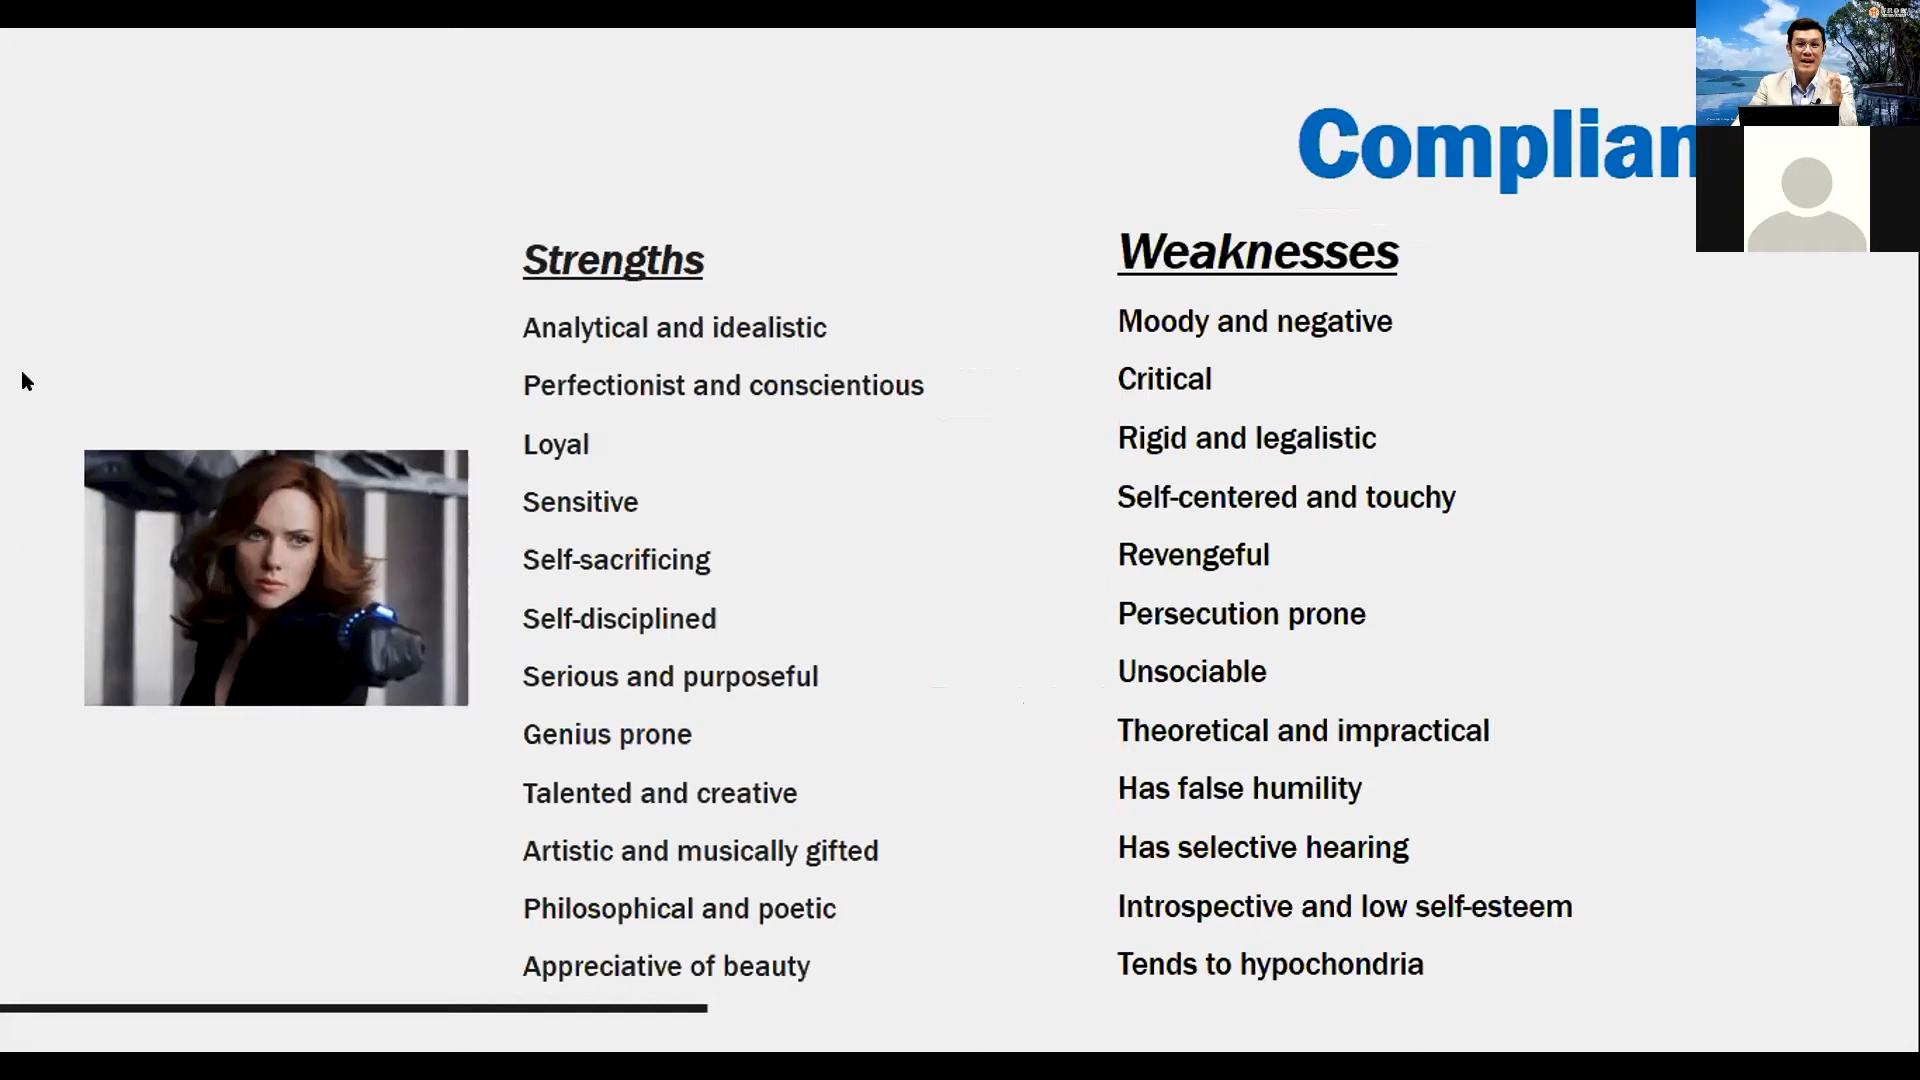 Complian
Strengths
Analytical and idealistic
Perfectionist and conscientious
Loyal
Sensitive
Self-sacrificing
Self-disciplined
Serious and purposeful
Genius prone
Talented and creative
Artistic and musically gifted
Philosophical and poetic
Appreciative of beauty
Weaknesses
Moody and negative
Critical
Rigid and legalistic
Self-centered and touchy
Revengeful
Persecution prone
Unsociable
Theoretical and impractical
Has false humility
Has selective hearing
Introspective and low self-esteem
Tends to hypochondria